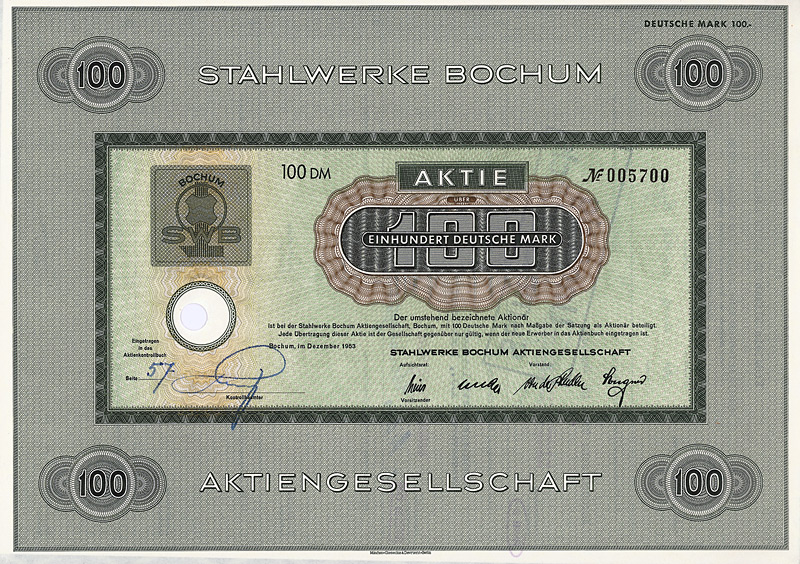 DEUTSCHE MARK 100.-
100
STAHLWERKE BOCHUM
100
BOCHUM
SWB
100 DM
AKTIE
№ 005700
ÜBER
100
EINHUNDERT DEUTSCHE MARK
Der umstehend bezeichnete Aktionär
ist bei der Stahlwerke Bochum Aktiengesellschaft, Bochum, mit 100 Deutsche Mark nach Maßgabe der Satzung als Aktionär beteiligt.
Jede Übertragung dieser Aktie ist der Gesellschaft gegenüber nur gültig, wenn der neue Erwerber in das Aktienbuch eingetragen ist.
Bochum, im Dezember 1953
STAHLWERKE BOCHUM AKTIENGESELLSCHAFT
Eingetragen
in das
Aktienkontrollbuch
Seite 57
Kontrollbeamter
Aufsichtsrat:
Vorstand:
Vorsitzender
100
AKTIENGESELLSCHAFT
100